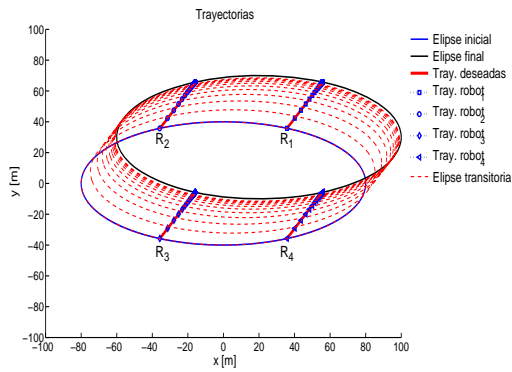 Trayectorias
100
80
60
40
20
0
−20
−40
−60
−80
−100
y [m]
−100 −80 −60 −40 −20 0 20 40 60 80 100
x [m]
R2 R1
R3 R4
Elipse inicial
Elipse final
Tray. deseadas
Tray. robot1
Tray. robot2
Tray. robot3
Tray. robot4
Elipse transitoria